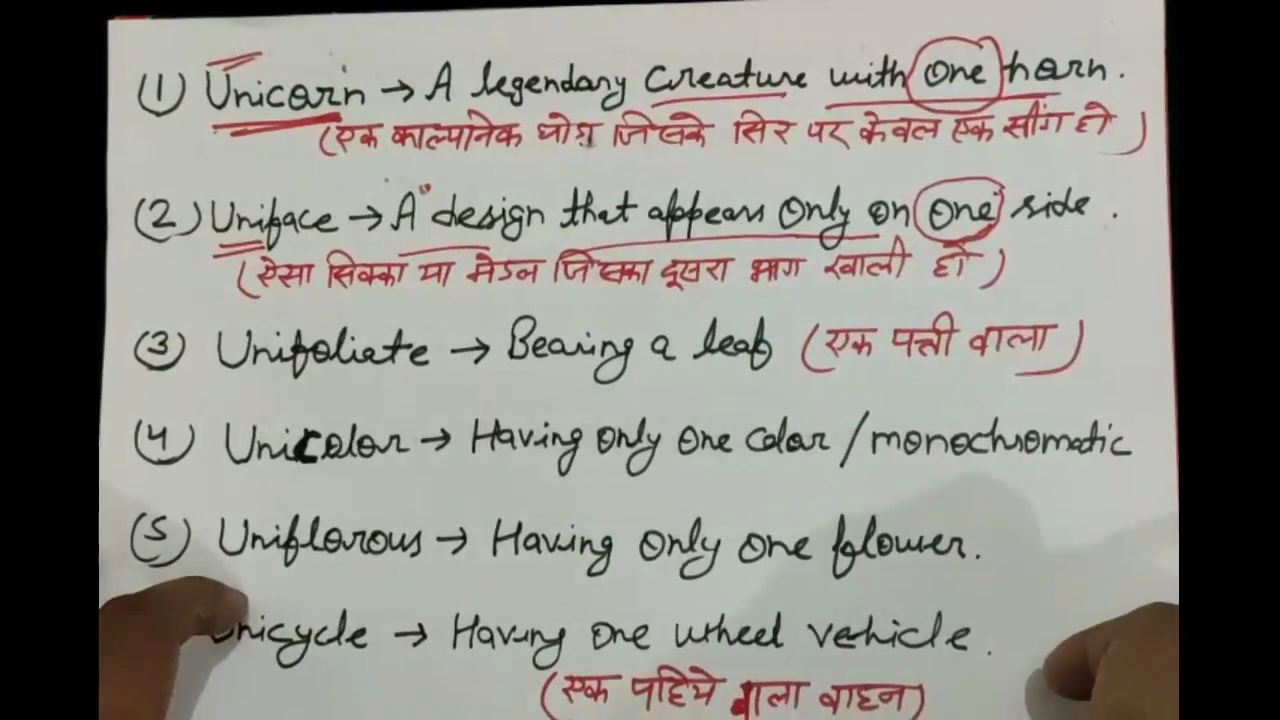 (1) Unicorn → A legendary creature with one horn.
(एक काल्पनिक घोड़ा जिसके सिर पर केवल एक सींग हो)
(2) Uniface → A design that appears only on one side.
(ऐसा सिक्का या मेडल जिसका दूसरा भाग खाली हो)
(3) Unifoliate → Bearing a leaf (एक पत्ती वाला)
(4) Unicolor → Having only one color / monochromatic
(5) Uniflorous → Having only one flower.
Unicycle → Having one wheel vehicle.
(एक पहिये वाला वाहन)